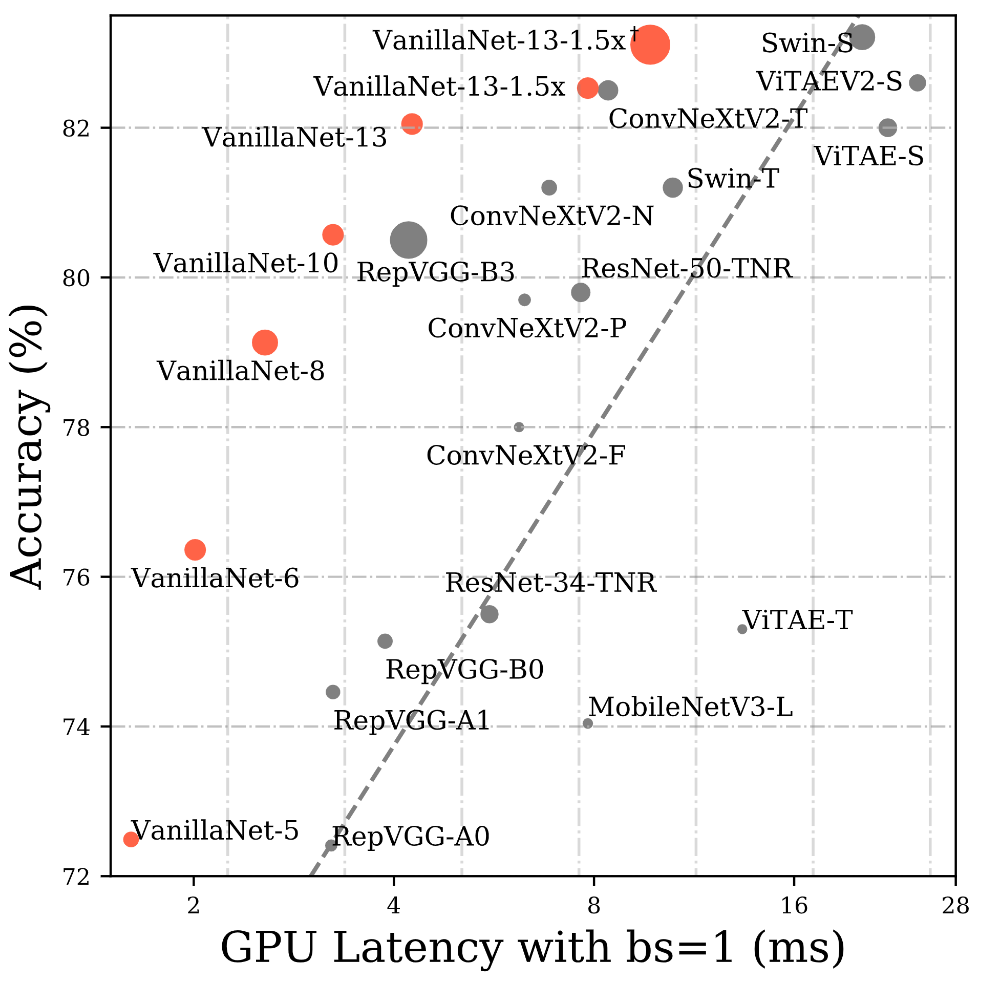 VanillaNet-13-1.5x†
Swin-S
VanillaNet-13-1.5x
ViTAEV2-S
ConvNeXtV2-T
VanillaNet-13
ViTAE-S
Swin-T
ConvNeXtV2-N
VanillaNet-10
RepVGG-B3
ResNet-50-TNR
ConvNeXtV2-P
VanillaNet-8
ConvNeXtV2-F
VanillaNet-6
ResNet-34-TNR
ViTAE-T
RepVGG-B0
MobileNetV3-L
RepVGG-A1
VanillaNet-5
RepVGG-A0
82
80
78
76
74
72
Accuracy (%)
2 4 8 16 28
GPU Latency with bs=1 (ms)